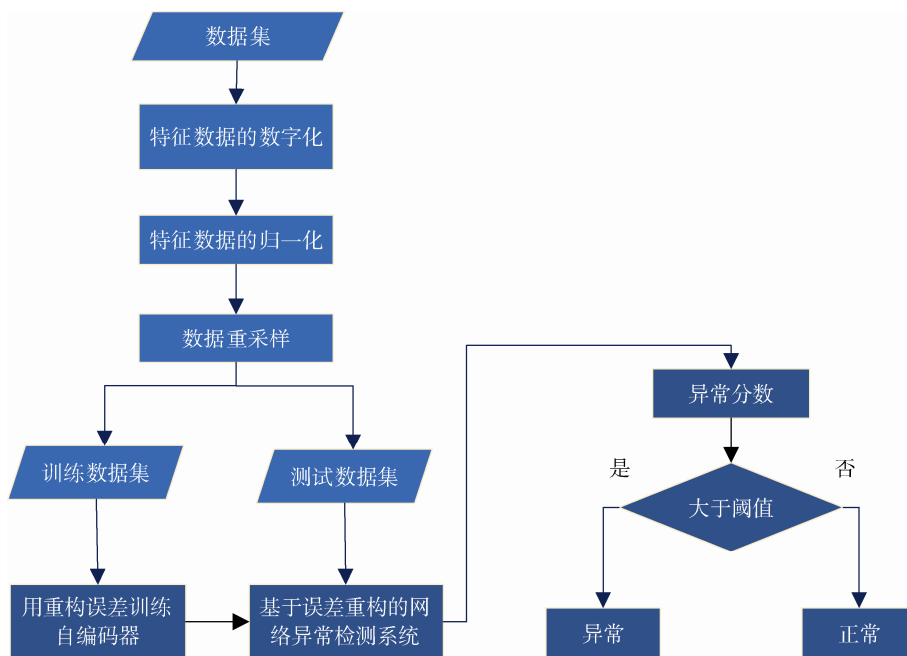 数据集
特征数据的数字化
特征数据的归一化
数据重采样
训练数据集
测试数据集
用重构误差训练
自编码器
基于误差重构的网
络异常检测系统
异常分数
是
否
大于阈值
异常
正常